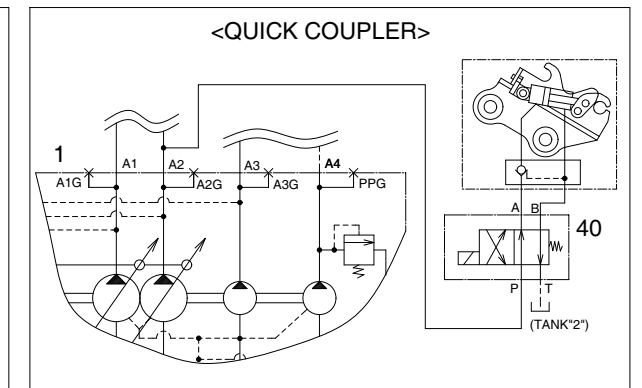 <QUICK COUPLER>
1
A1 A2 A3 A4
A1G A2G A3G PPG
A B
40
P T
(TANK"2")